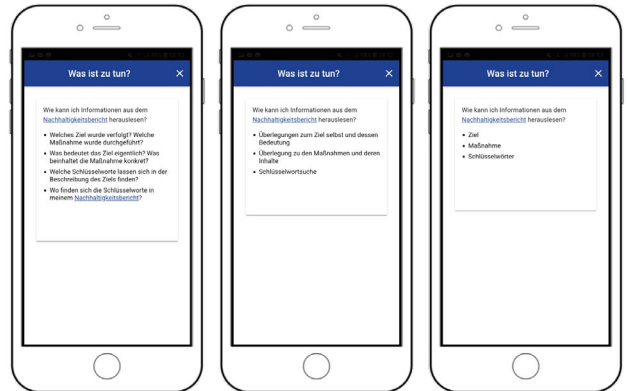 Was ist zu tun? ×
Wie kann ich Informationen aus dem
Nachhaltigkeitsbericht herauslesen?
• Welches Ziel wurde verfolgt? Welche
Maßnahme wurde durchgeführt?
• Was bedeutet das Ziel eigentlich? Was
beinhaltet die Maßnahme konkret?
• Welche Schlüsselworte lassen sich in der
Beschreibung des Ziels finden?
• Wo finden sich die Schlüsselworte in
meinem Nachhaltigkeitsbericht?
Was ist zu tun? ×
Wie kann ich Informationen aus dem
Nachhaltigkeitsbericht herauslesen?
• Überlegungen zum Ziel selbst und dessen
Bedeutung
• Überlegung zu den Maßnahmen und deren
Inhalte
• Schlüsselwortsuche
Was ist zu tun? ×
Wie kann ich Informationen aus dem
Nachhaltigkeitsbericht herauslesen?
• Ziel
• Maßnahme
• Schlüsselwörter